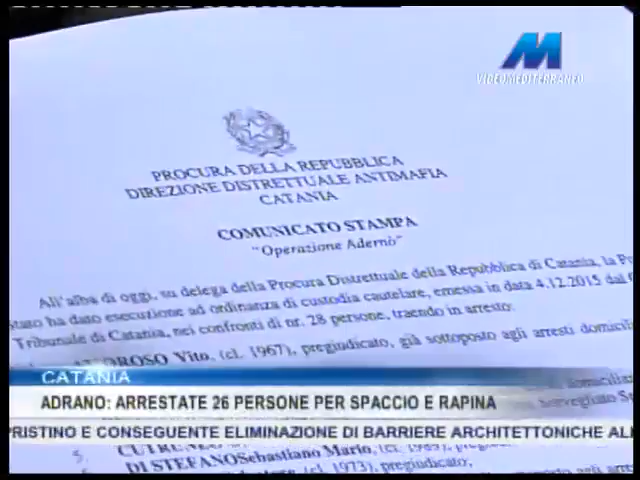 M
VIDEOMEDITERRANEO
PROCURA DELLA REPUBBLICA
DIREZIONE DISTRETTUALE ANTIMAFIA
CATANIA
COMUNICATO STAMPA
"Operazione Adernò"
All'alba di oggi, su delega della Procura Distrettuale della Repubblica di Catania, la
stato ha dato esecuzione ad ordinanza di custodia cautelare, emessa in data 4.12.2015 dal
Tribunale di Catania, nei confronti di nr. 28 persone, traendo in arresto:
OROSO Vito, (cl. 1967), pregiudicato, già sottoposto agli arresti domicil
CATANIA
ADRANO: ARRESTATE 26 PERSONE PER SPACCIO E RAPINA
PRISTINO E CONSEGUENTE ELIMINAZIONE DI BARRIERE ARCHITETTONICHE
DI STEFANO Sebastiano Mario,
(cl. 1973), pregiudicato;